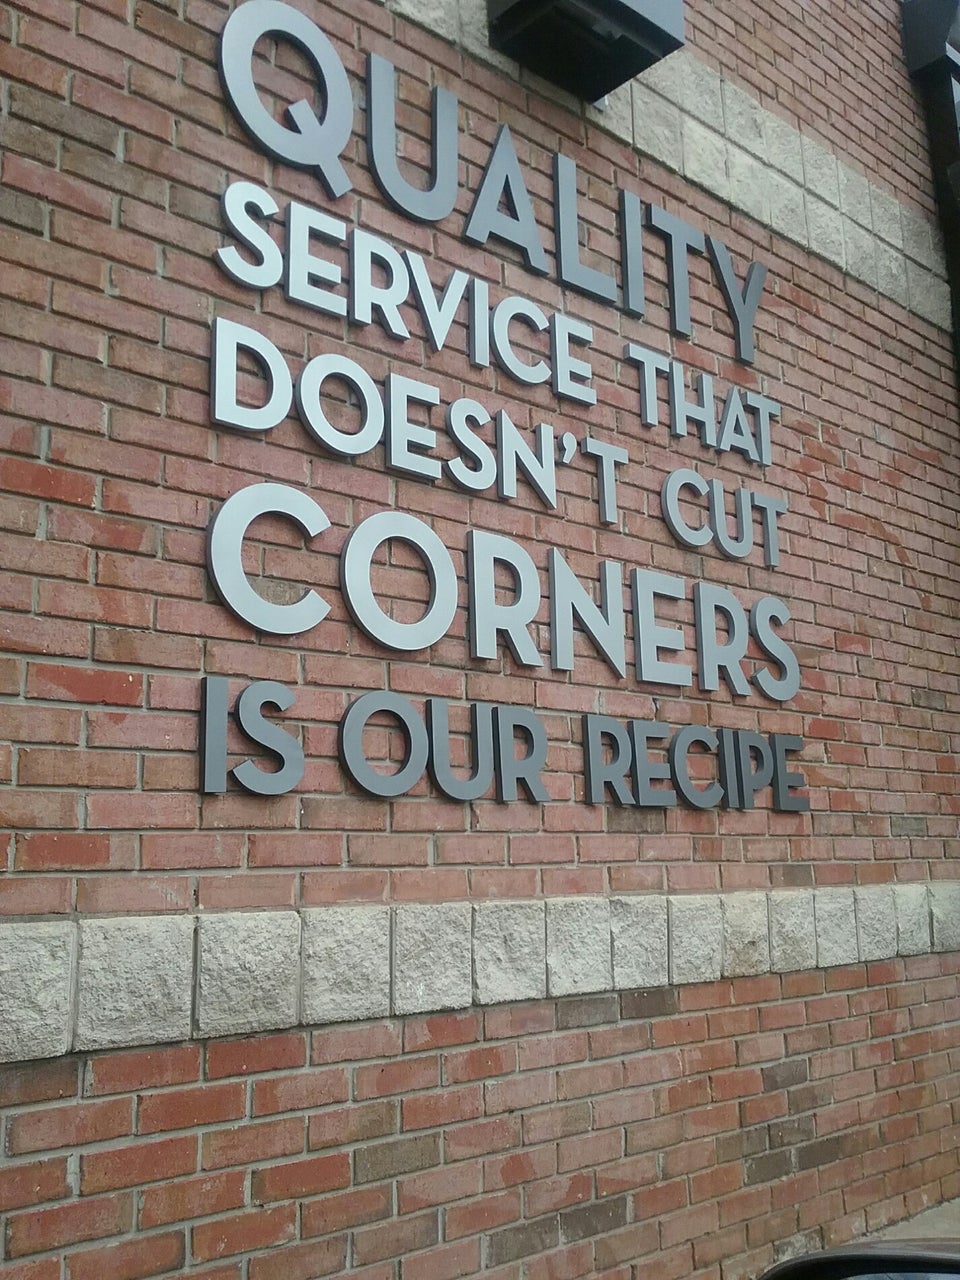 QUALITY
SERVICE THAT
DOESN'T CUT
CORNERS
IS OUR RECIPE